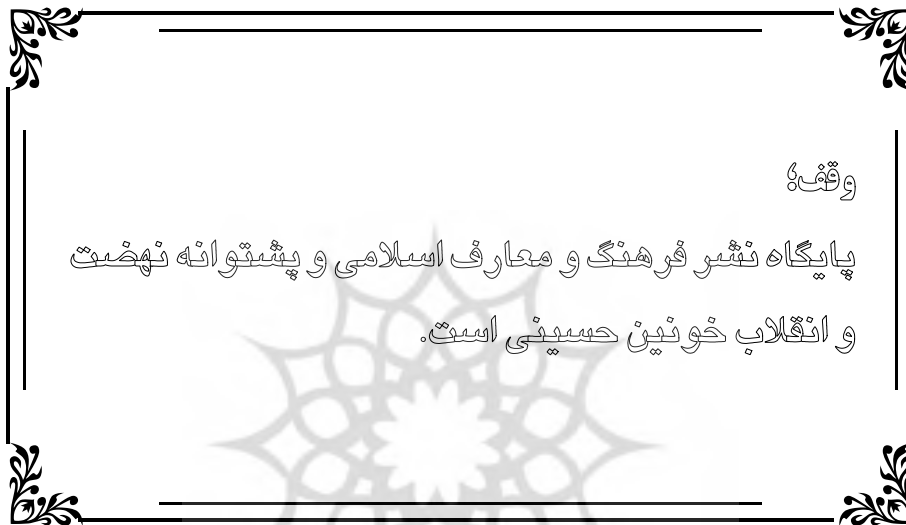 وقف؛
پایگاه نشر فرهنگ و معارف اسلامی و پشتوانه نهضت
و انقلاب خونین حسینی است.